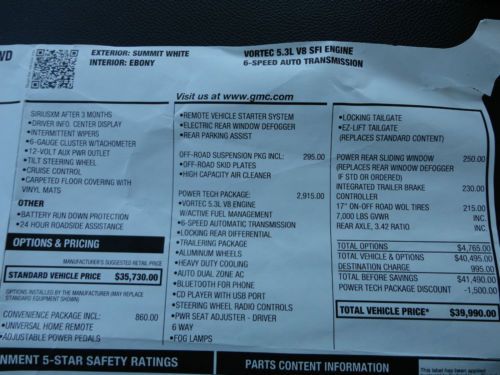 WD
EXTERIOR: SUMMIT WHITE
INTERIOR: EBONY
VORTEC 5.3L V8 SFI ENGINE
6-SPEED AUTO TRANSMISSION
Visit us at www.gmc.com
SIRIUSXM AFTER 3 MONTHS
•DRIVER INFO. CENTER DISPLAY
•INTERMITTENT WIPERS
•6-GAUGE CLUSTER W/TACHOMETER
•12-VOLT AUX PWR OUTLET
•TILT STEERING WHEEL
•CRUISE CONTROL
•CARPETED FLOOR COVERING WITH
VINYL MATS
OTHER
•BATTERY RUN DOWN PROTECTION
•24 HOUR ROADSIDE ASSISTANCE
OPTIONS & PRICING
MANUFACTURER'S SUGGESTED RETAIL PRICE
STANDARD VEHICLE PRICE $35,730.00
OPTIONS INSTALLED BY THE MANUFACTURER (MAY REPLACE
STANDARD EQUIPMENT SHOWN)
CONVENIENCE PACKAGE INCL: 860.00
•UNIVERSAL HOME REMOTE
•ADJUSTABLE POWER PEDALS
•REMOTE VEHICLE STARTER SYSTEM
•ELECTRIC REAR WINDOW DEFOGGER
•REAR PARKING ASSIST
OFF-ROAD SUSPENSION PKG INCL: 295.00
•OFF-ROAD SKID PLATES
•HIGH CAPACITY AIR CLEANER
POWER TECH PACKAGE: 2,915.00
•VORTEC 5.3L V8 ENGINE
W/ACTIVE FUEL MANAGEMENT
•6-SPEED AUTOMATIC TRANSMISSION
•LOCKING REAR DIFFERENTIAL
•TRAILERING PACKAGE
•ALUMINUM WHEELS
•HEAVY DUTY COOLING
•AUTO DUAL ZONE AC
•BLUETOOTH FOR PHONE
•CD PLAYER WITH USB PORT
•STEERING WHEEL RADIO CONTROLS
•PWR SEAT ADJUSTER - DRIVER
6 WAY
•FOG LAMPS
•LOCKING TAILGATE
•EZ-LIFT TAILGATE
(REPLACES STANDARD CONTENT)
POWER REAR SLIDING WINDOW 250.00
(REPLACES REAR WINDOW DEFOGGER
IF STD OR ORDERED)
INTEGRATED TRAILER BRAKE 230.00
CONTROLLER
17" ON-OFF ROAD WOL TIRES 215.00
7,000 LBS GVWR INC.
REAR AXLE, 3.42 RATIO INC.
TOTAL OPTIONS $4,765.00
TOTAL VEHICLE & OPTIONS $40,495.00
DESTINATION CHARGE 995.00
TOTAL BEFORE SAVINGS $41,490.00
POWER TECH PACKAGE DISCOUNT -1,500.00
TOTAL VEHICLE PRICE* $39,990.00
NMENT 5-STAR SAFETY RATINGS
PARTS CONTENT INFORMATION
This label has been applied